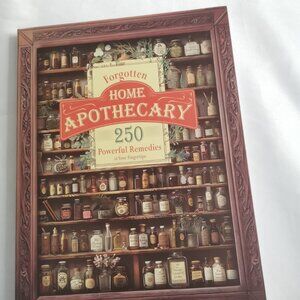 Forgotten
HOME
APOTHECARY
250
Powerful Remedies
at Your Fingertips